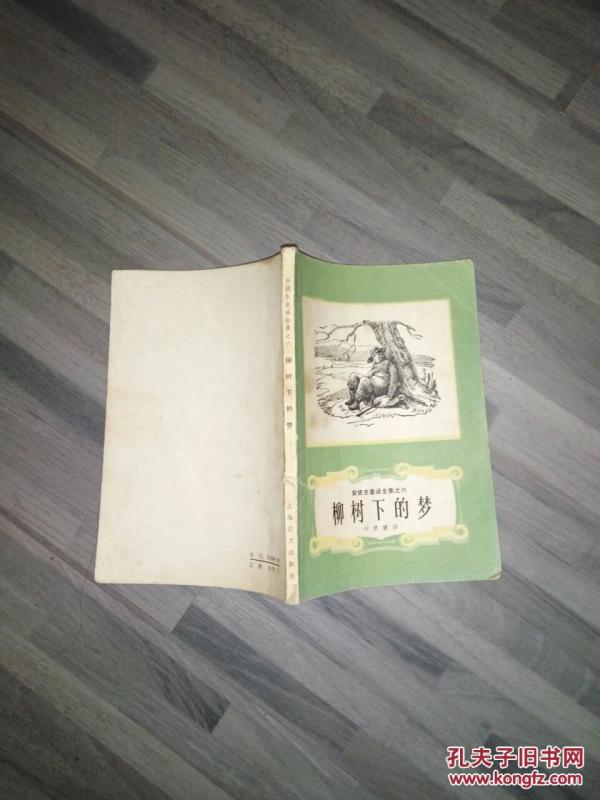 安徒生童话全集之六
柳树下的梦
叶君健译
安徒生童话全集之六 柳树下的梦
上海译文出版社
孔夫子旧书网
www.kongfz.com